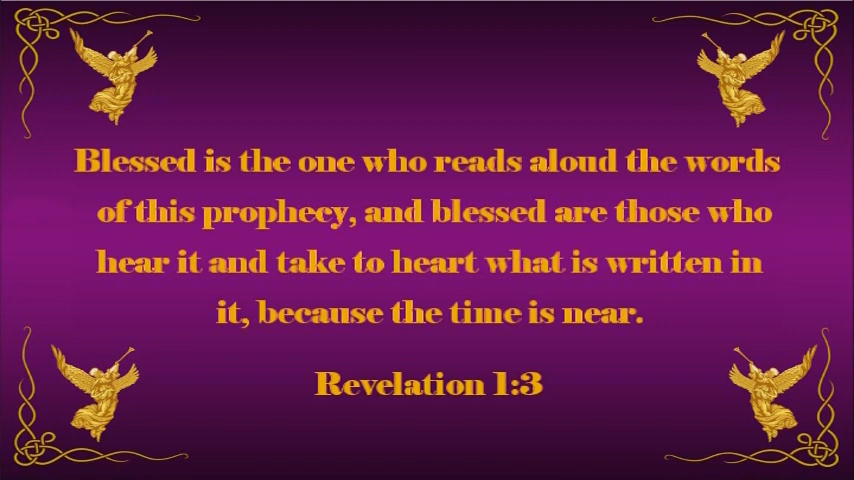 Blessed is the one who reads aloud the words
of this prophecy, and blessed are those who
hear it and take to heart what is written in
it, because the time is near.
Revelation 1:3